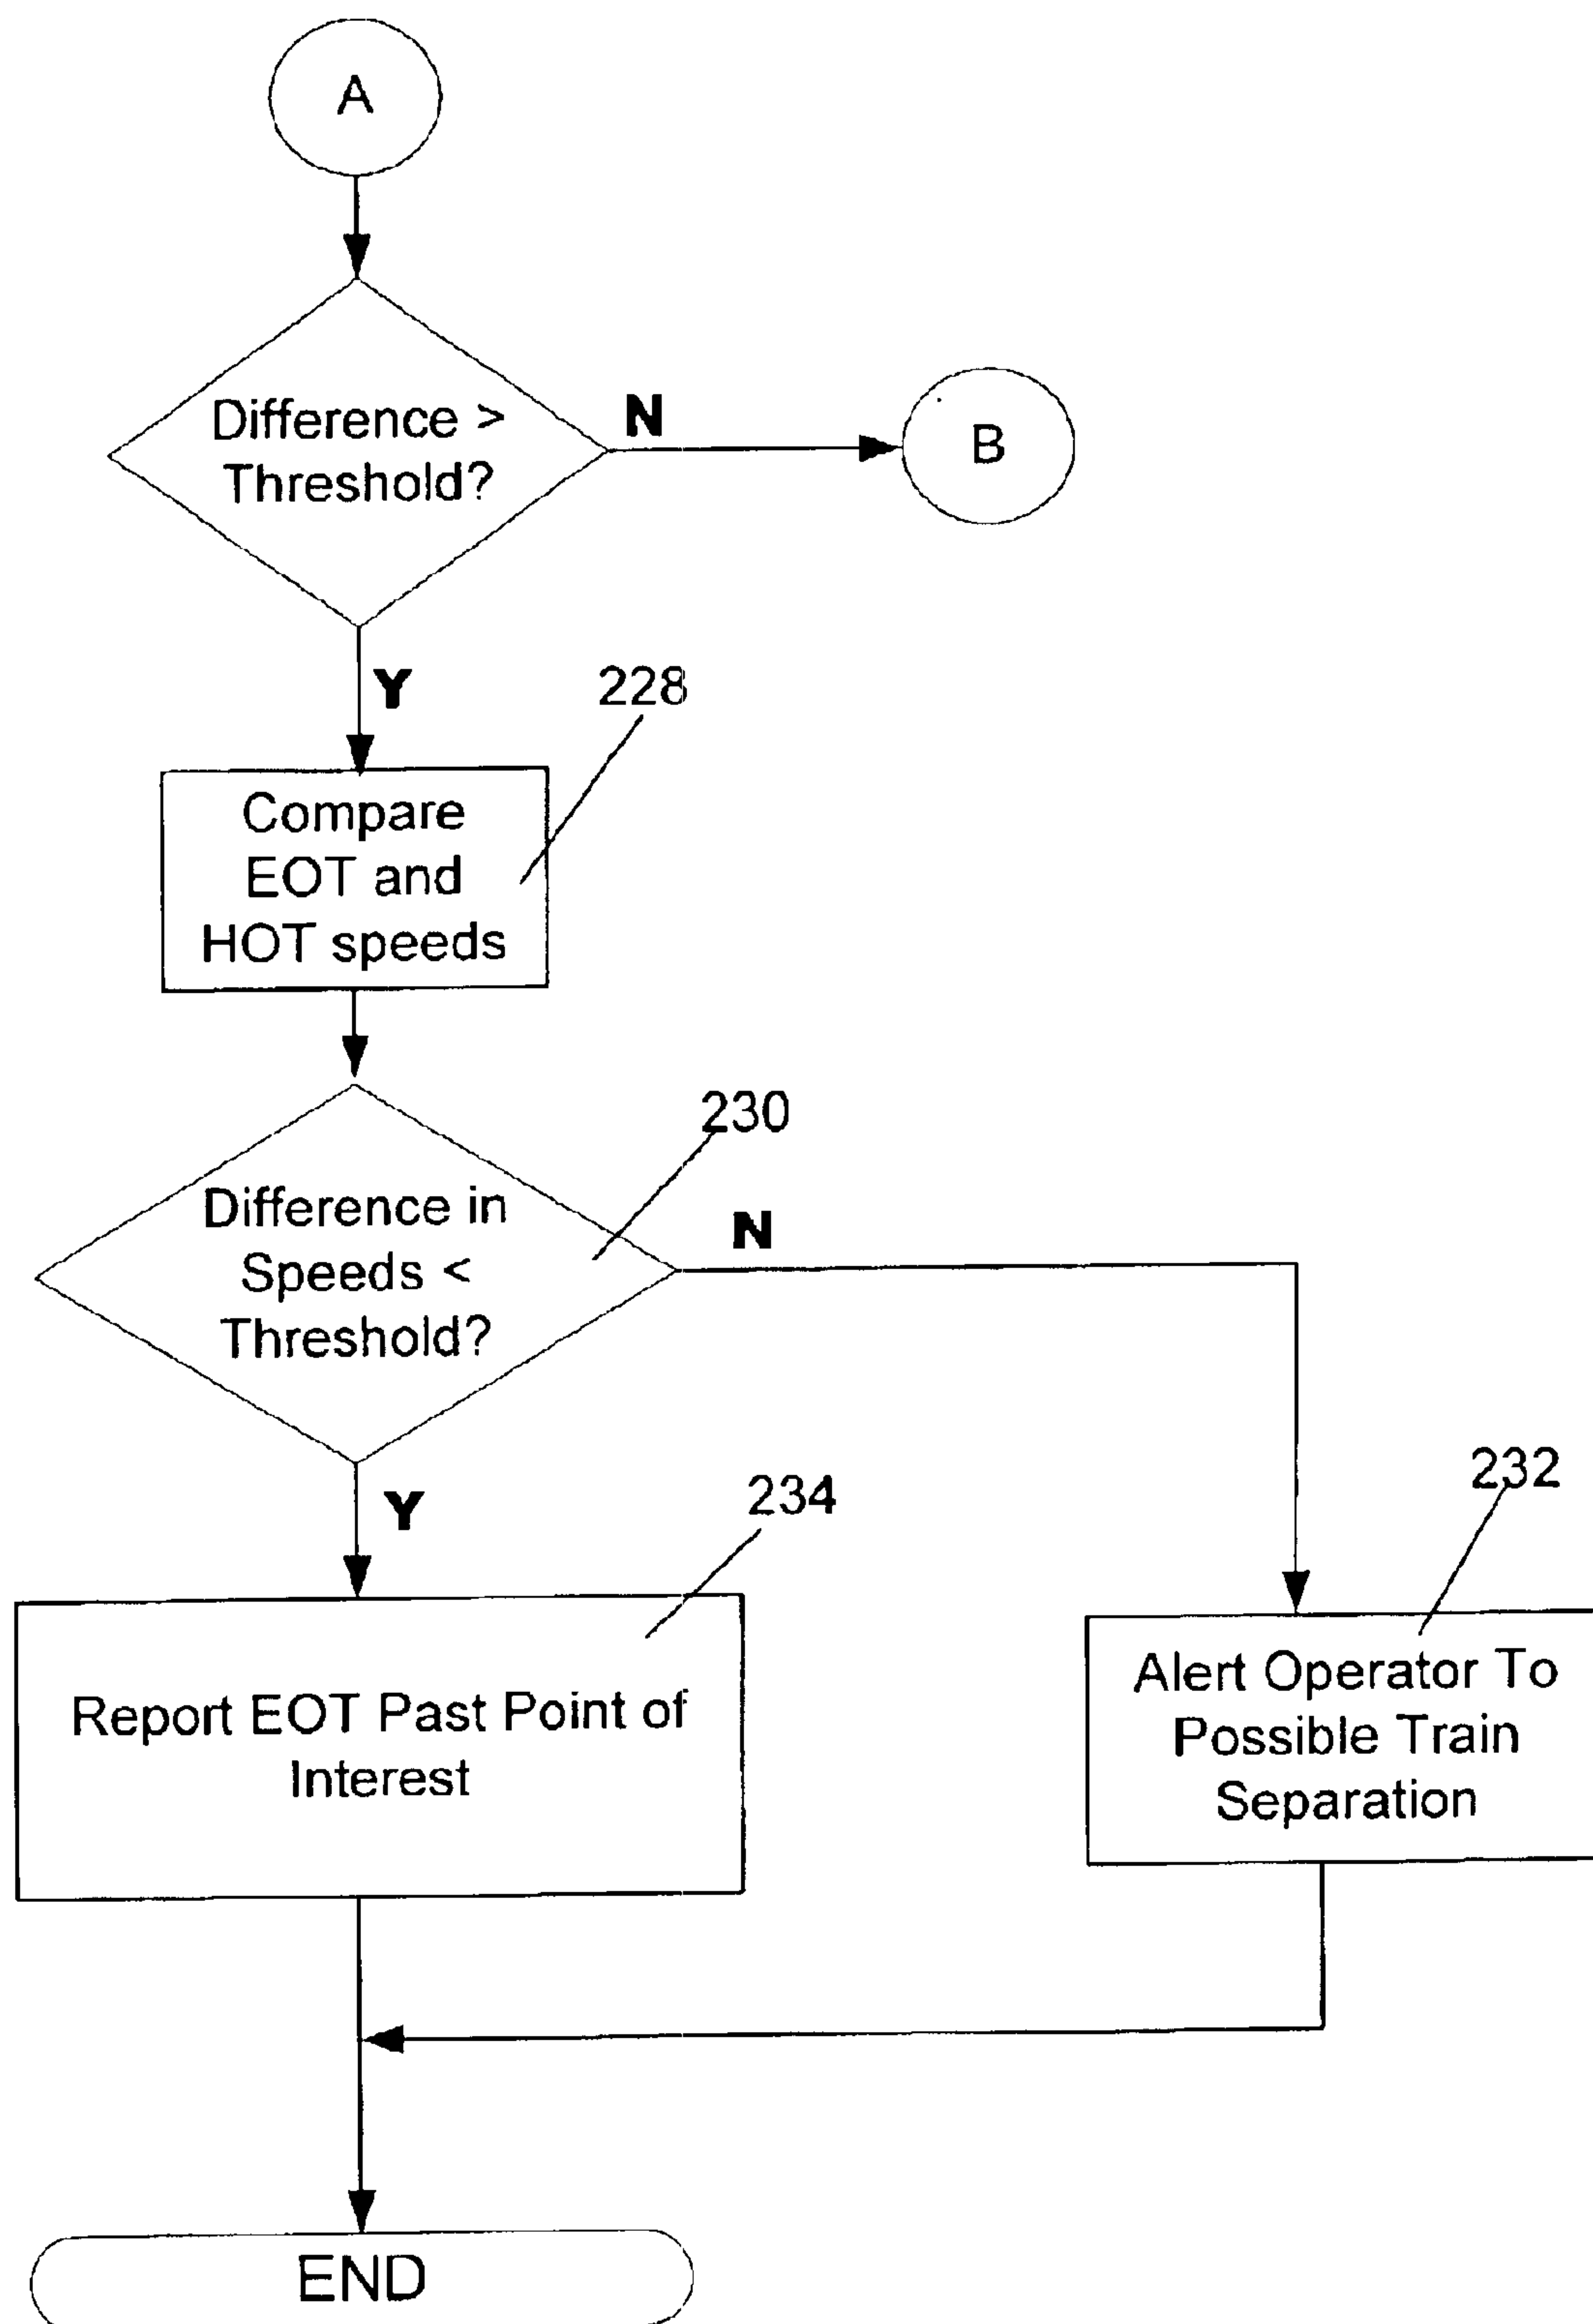 A
Difference >
Threshold?
N
B
Y
228
Compare
EOT and
HOT speeds
230
Difference in
Speeds <
Threshold?
N
Y
234
232
Report EOT Past Point of
Interest
Alert Operator To
Possible Train
Separation
END